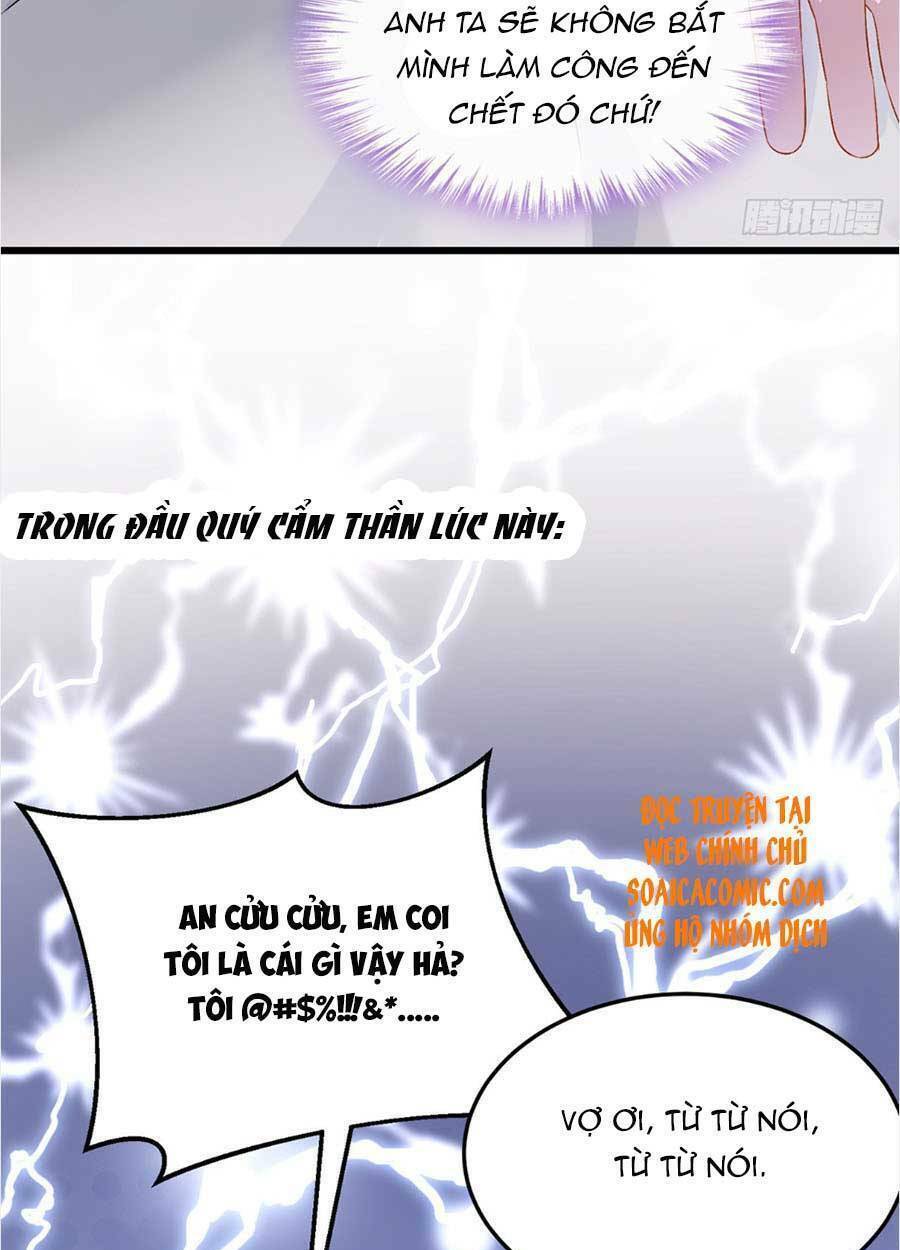 ANH TA SẼ KHÔNG BẮT
MÌNH LÀM CÔNG ĐẾN
CHẾT ĐÓ CHỨ!
腾讯动漫
TRONG ĐẦU QUÝ CẨM THẦN LÚC NÀY:
ĐỌC TRUYỆN TẠI
WEB CHÍNH CHỦ
SOAICACOMIC.COM
ỦNG HỘ NHÓM DỊCH
AN CỬU CỬU, EM COI
TÔI LÀ CÁI GÌ VẬY HẢ?
TÔI @#$%!!!&*.....
VỢ ƠI, TỪ TỪ NÓI,
TỪ TỪ NÓI.